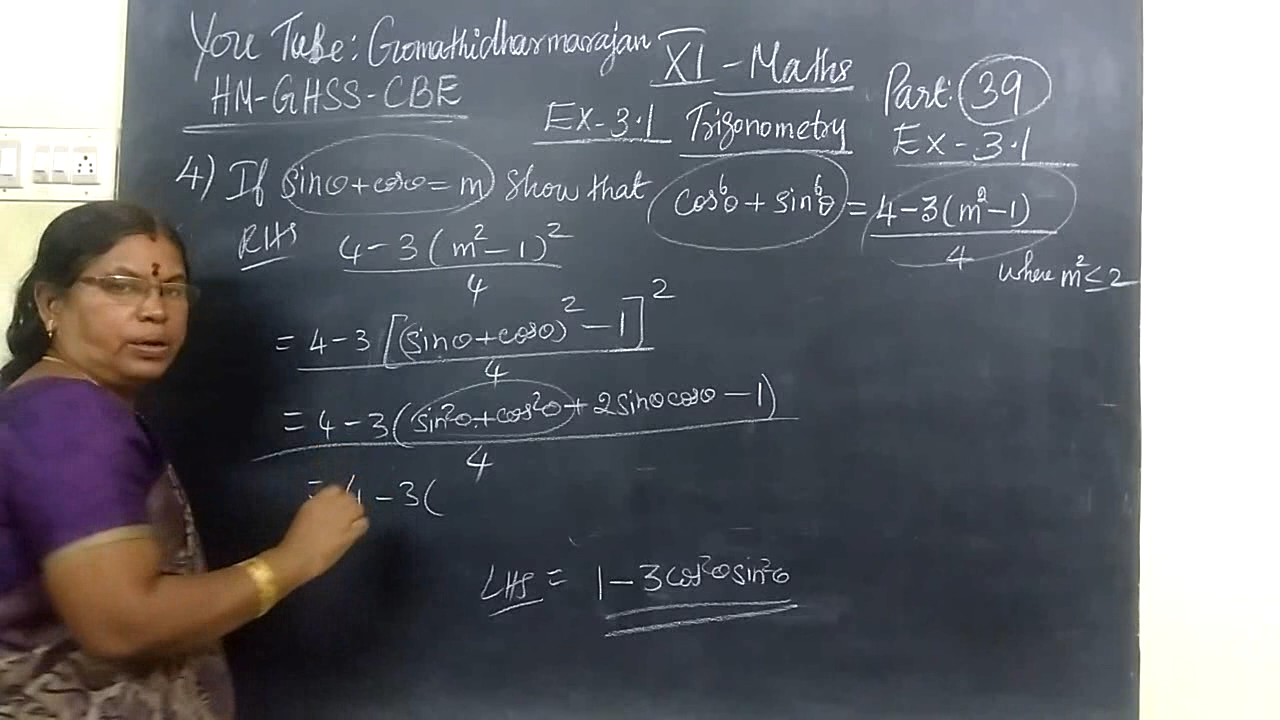 You Tube: Gomathidharmarajan
HM-GHSS-CBE
XI - Maths
Part: 39
Ex-3.1 Trigonometry
Ex-3.1
4) If sinθ+cosθ=m Show that cos⁶θ + sin⁶θ = 4-3(m²-1) / 4
where m² ≤ 2
RHS 4-3(m²-1)² / 4
= 4-3[(sinθ+cosθ)²-1]² / 4
= 4-3(sin²θ+cos²θ+2sinθcosθ-1) / 4
= 4-3(
LHS = 1-3cos²θsin²θ